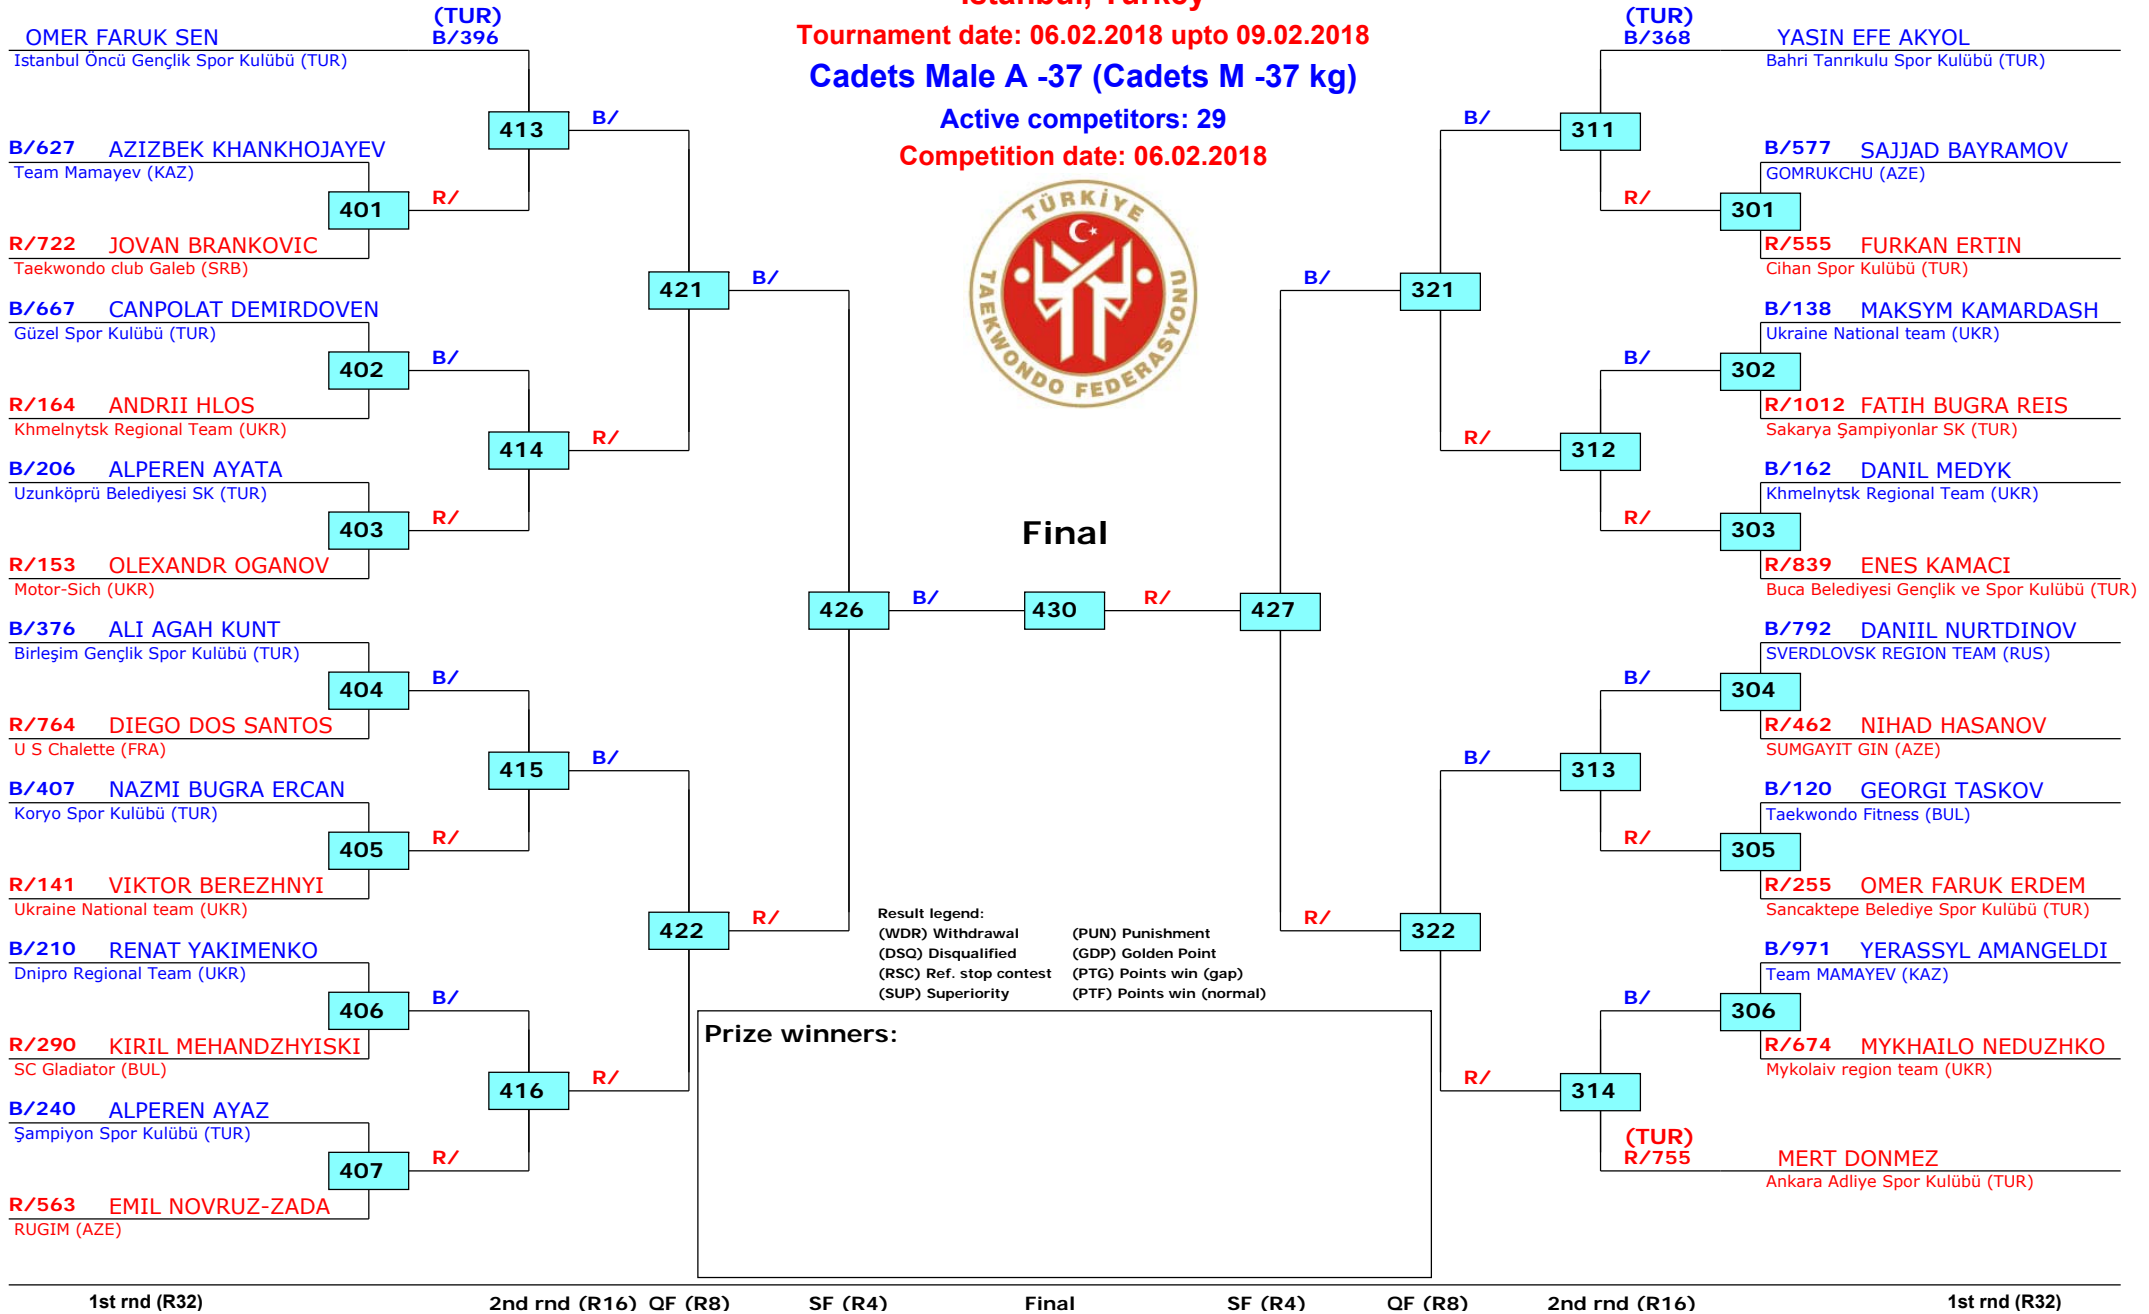 Istanbul, Turkey
Tournament date: 06.02.2018 upto 09.02.2018
Cadets Male A -37 (Cadets M -37 kg)
Active competitors: 29
Competition date: 06.02.2018
TÜRKİYE
TAEKWONDO FEDERASYONU
(TUR)
OMER FARUK SEN B/396
Istanbul Öncü Gençlik Spor Kulübü (TUR)
413 B/
B/627 AZIZBEK KHANKHOJAYEV
Team Mamayev (KAZ)
401 R/
R/722 JOVAN BRANKOVIC
Taekwondo club Galeb (SRB)
421 B/
B/667 CANPOLAT DEMIRDOVEN
Güzel Spor Kulübü (TUR)
402 B/
R/164 ANDRII HLOS
Khmelnytsk Regional Team (UKR)
414 R/
B/206 ALPEREN AYATA
Uzunköprü Belediyesi SK (TUR)
403 R/
R/153 OLEXANDR OGANOV
Motor-Sich (UKR)
426 B/
B/376 ALI AGAH KUNT
Birleşim Gençlik Spor Kulübü (TUR)
404 B/
R/764 DIEGO DOS SANTOS
U S Chalette (FRA)
415 B/
B/407 NAZMI BUGRA ERCAN
Koryo Spor Kulübü (TUR)
405 R/
R/141 VIKTOR BEREZHNYI
Ukraine National team (UKR)
422 R/
B/210 RENAT YAKIMENKO
Dnipro Regional Team (UKR)
406 B/
R/290 KIRIL MEHANDZHYISKI
SC Gladiator (BUL)
416 R/
B/240 ALPEREN AYAZ
Şampiyon Spor Kulübü (TUR)
407 R/
R/563 EMIL NOVRUZ-ZADA
RUGIM (AZE)
Final
430
(TUR)
B/368 YASIN EFE AKYOL
Bahri Tanrıkulu Spor Kulübü (TUR)
B/ 311
B/577 SAJJAD BAYRAMOV
GOMRUKCHU (AZE)
R/ 301
R/555 FURKAN ERTIN
Cihan Spor Kulübü (TUR)
B/ 321
B/138 MAKSYM KAMARDASH
Ukraine National team (UKR)
B/ 302
R/1012 FATIH BUGRA REIS
Sakarya Şampiyonlar SK (TUR)
R/ 312
B/162 DANIL MEDYK
Khmelnytsk Regional Team (UKR)
R/ 303
R/839 ENES KAMACI
Buca Belediyesi Gençlik ve Spor Kulübü (TUR)
R/ 427
B/792 DANIIL NURTDINOV
SVERDLOVSK REGION TEAM (RUS)
B/ 304
R/462 NIHAD HASANOV
SUMGAYIT GIN (AZE)
B/ 313
B/120 GEORGI TASKOV
Taekwondo Fitness (BUL)
R/ 305
R/255 OMER FARUK ERDEM
Sancaktepe Belediye Spor Kulübü (TUR)
R/ 322
B/971 YERASSYL AMANGELDI
Team MAMAYEV (KAZ)
B/ 306
R/674 MYKHAILO NEDUZHKO
Mykolaiv region team (UKR)
R/ 314
(TUR)
R/755 MERT DONMEZ
Ankara Adliye Spor Kulübü (TUR)
Result legend:
(WDR) Withdrawal (PUN) Punishment
(DSQ) Disqualified (GDP) Golden Point
(RSC) Ref. stop contest (PTG) Points win (gap)
(SUP) Superiority (PTF) Points win (normal)
Prize winners:
1st rnd (R32) 2nd rnd (R16) QF (R8) SF (R4) Final SF (R4) QF (R8) 2nd rnd (R16) 1st rnd (R32)